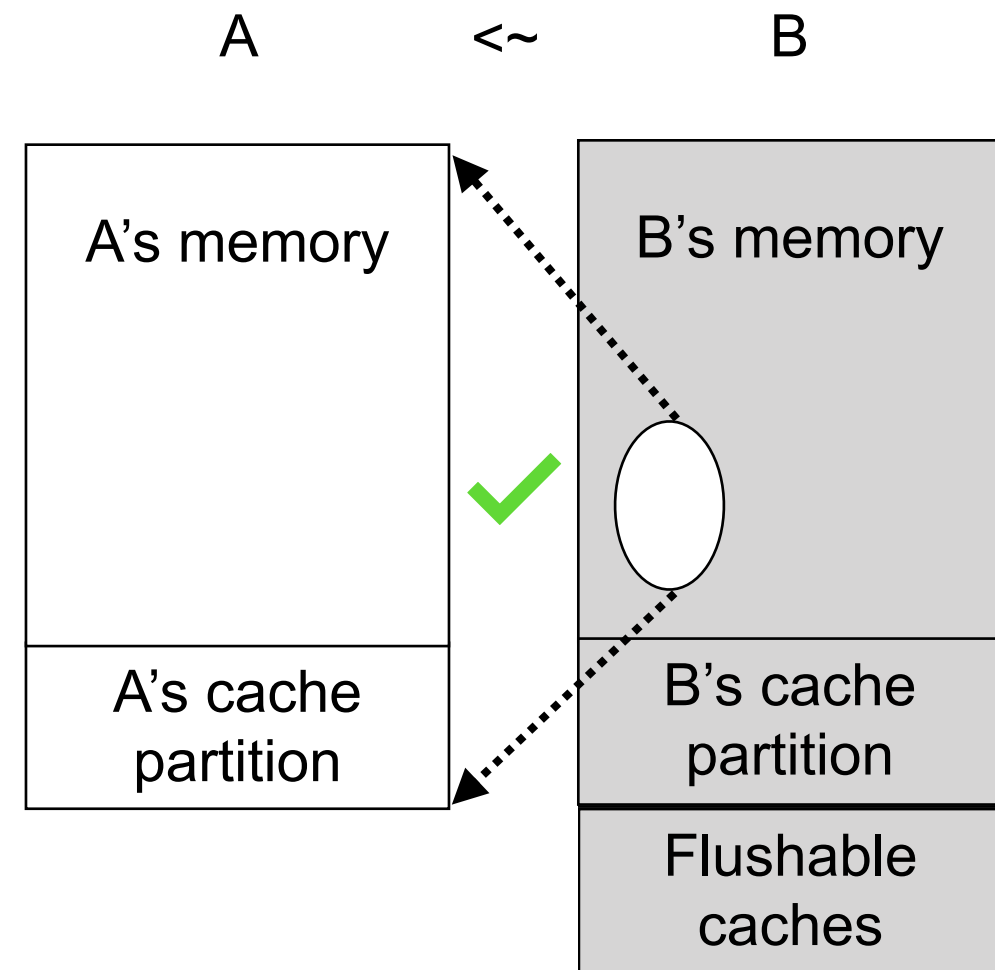 A <~ B
A’s memory
B’s memory
A’s cache
partition
B’s cache
partition
Flushable
caches